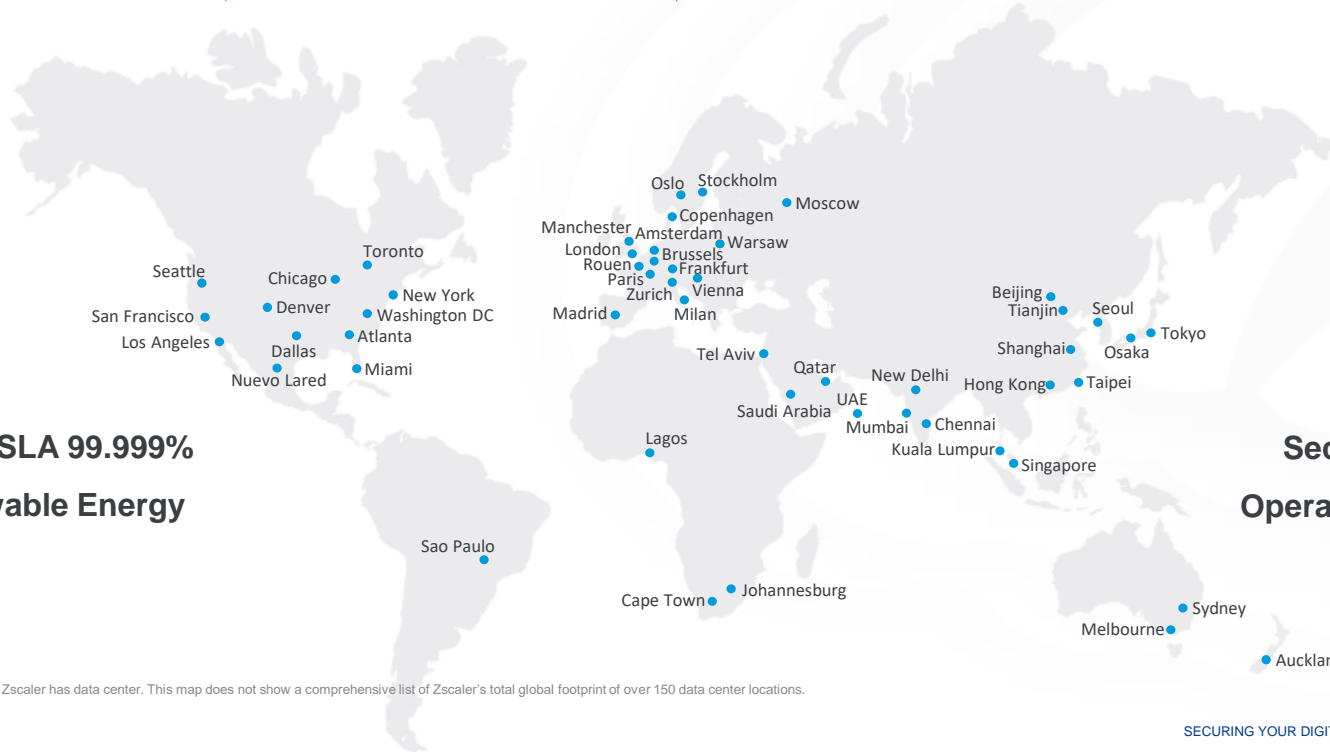 Oslo
Stockholm
Moscow
Copenhagen
Manchester
Amsterdam
Warsaw
London
Brussels
Rouen
Frankfurt
Paris
Zurich
Vienna
Madrid
Milan
Toronto
Seattle
Chicago
New York
Denver
San Francisco
Washington DC
Los Angeles
Atlanta
Dallas
Miami
Nuevo Lared
Beijing
Tianjin
Seoul
Tokyo
Shanghai
Osaka
Tel Aviv
Qatar
New Delhi
Hong Kong
Taipei
Saudi Arabia
UAE
Mumbai
Chennai
Kuala Lumpur
Singapore
Lagos
SLA 99.999%
Sec
vable Energy
Opera
Sao Paulo
Cape Town
Johannesburg
Sydney
Melbourne
Aucklan
Zscaler has data center. This map does not show a comprehensive list of Zscaler's total global footprint of over 150 data center locations.
SECURING YOUR DIGIT